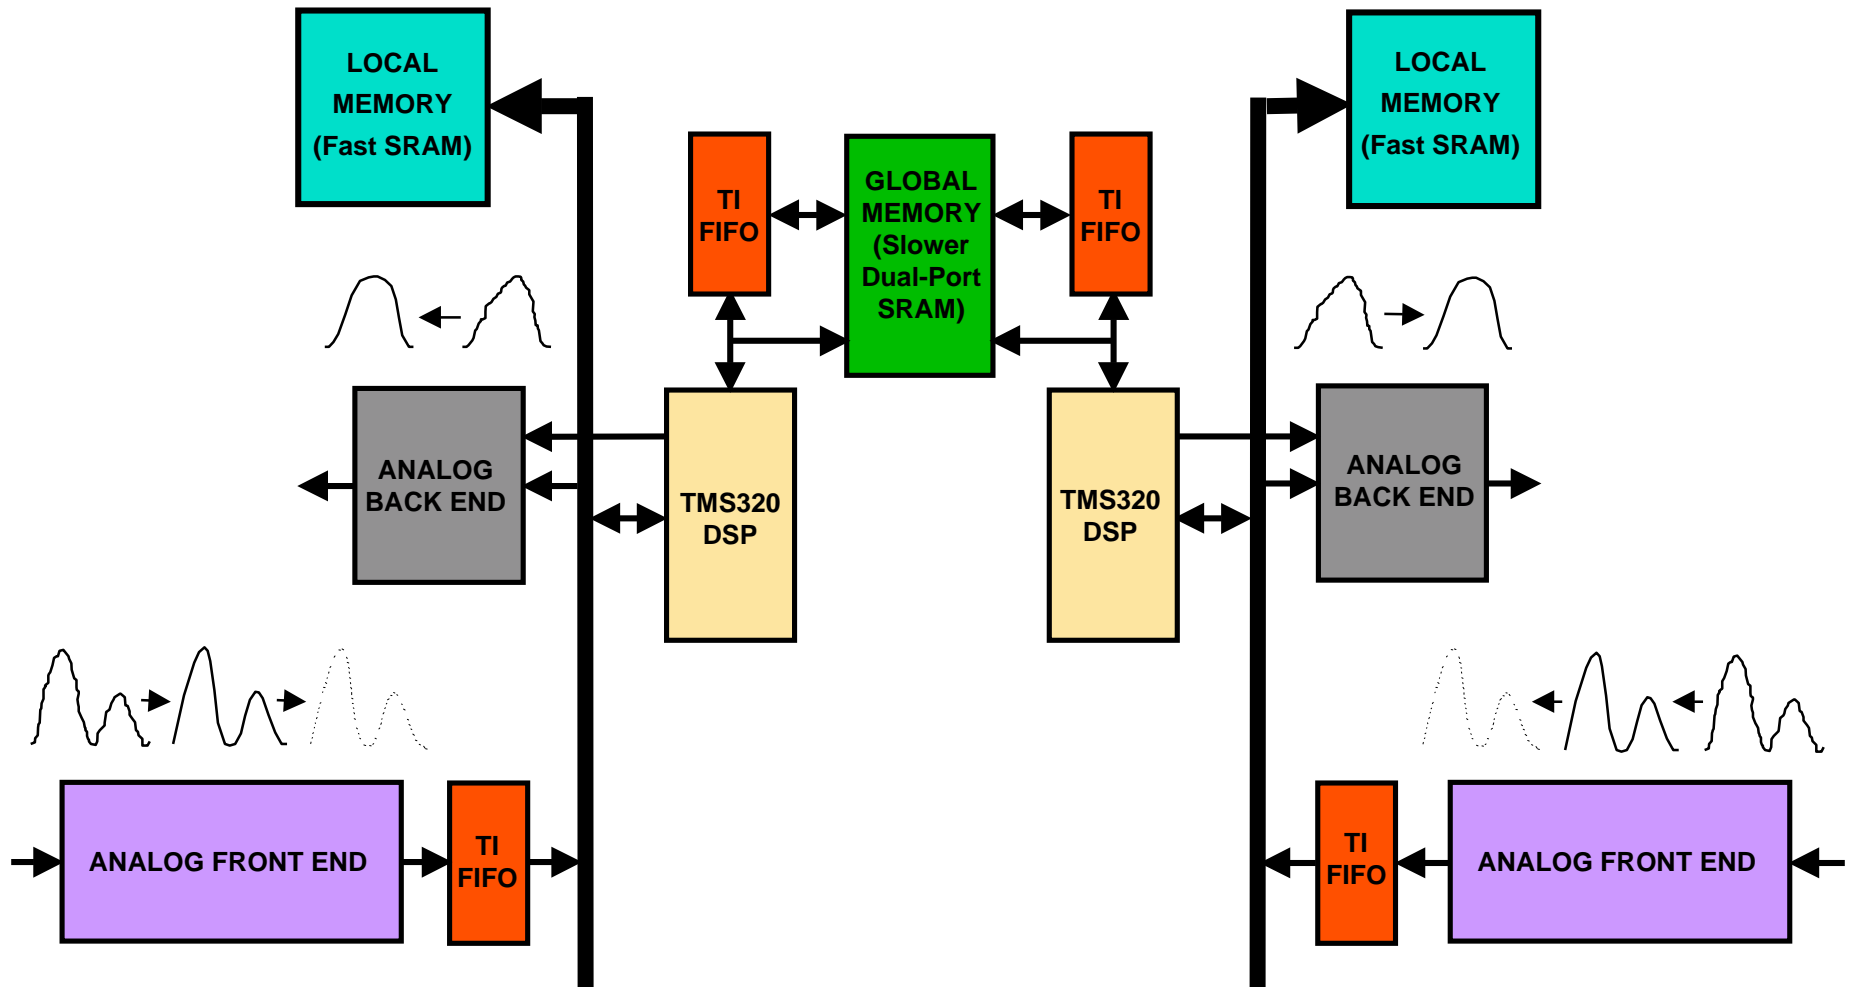 LOCAL
MEMORY
(Fast SRAM)
LOCAL
MEMORY
(Fast SRAM)
TI
FIFO
GLOBAL
MEMORY
(Slower
Dual-Port
SRAM)
TI
FIFO
ANALOG
BACK END
TMS320
DSP
TMS320
DSP
ANALOG
BACK END
ANALOG FRONT END
TI
FIFO
TI
FIFO
ANALOG FRONT END